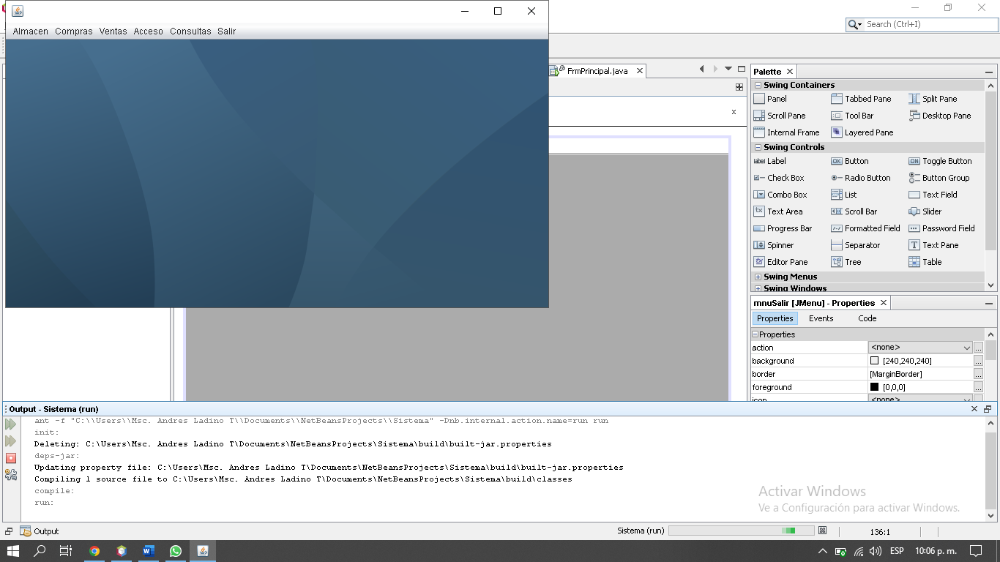 Almacen Compras Ventas Acceso Consultas Salir
Search (Ctrl+I)
FrmPrincipal.java
x
Palette
Swing Containers
Panel Tabbed Pane Split Pane
Scroll Pane Tool Bar Desktop Pane
Internal Frame Layered Pane
Swing Controls
label Label OK Button ON Toggle Button
Check Box Radio Button Button Group
Combo Box List Text Field
Text Area Scroll Bar Slider
Progress Bar Formatted Field Password Field
Spinner Separator Text Pane
Editor Pane Tree Table
Swing Menus
Swing Windows
mnuSalir [JMenu] - Properties
Properties Events Code
Properties
action <none>
background [240,240,240]
border [MarginBorder]
foreground [0,0,0]
icon <none>
Output - Sistema (run)
ant -f "C:\\Users\\Msc. Andres Ladino T\\Documents\\NetBeansProjects\\Sistema" -Dnb.internal.action.name=run run
init:
Deleting: C:\Users\Msc. Andres Ladino T\Documents\NetBeansProjects\Sistema\build\built-jar.properties
deps-jar:
Updating property file: C:\Users\Msc. Andres Ladino T\Documents\NetBeansProjects\Sistema\build\built-jar.properties
Compiling 1 source file to C:\Users\Msc. Andres Ladino T\Documents\NetBeansProjects\Sistema\build\classes
compile:
run:
Activar Windows
Ve a Configuración para activar Windows.
Output
Sistema (run)
136:1
ESP 10:06 p. m.